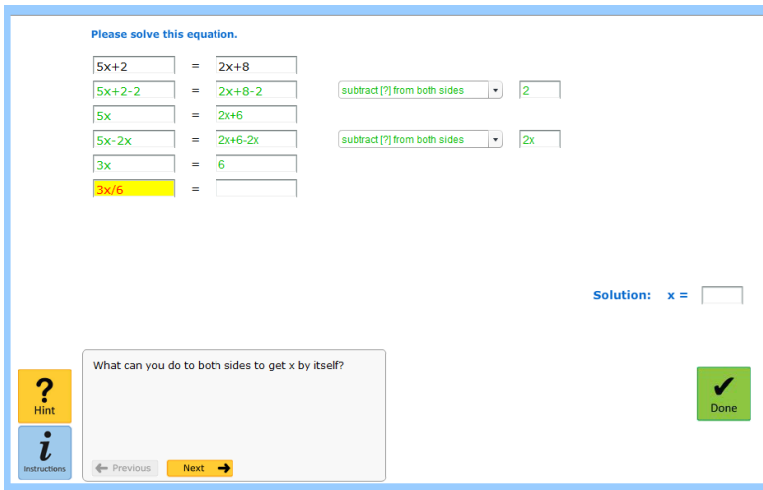 Please solve this equation.
5x+2 = 2x+8
5x+2-2 = 2x+8-2 subtract [?] from both sides 2
5x = 2x+6
5x-2x = 2x+6-2x subtract [?] from both sides 2x
3x = 6
3x/6 =
Solution: x =
What can you do to both sides to get x by itself?
? Hint
i Instructions
Previous Next
Done